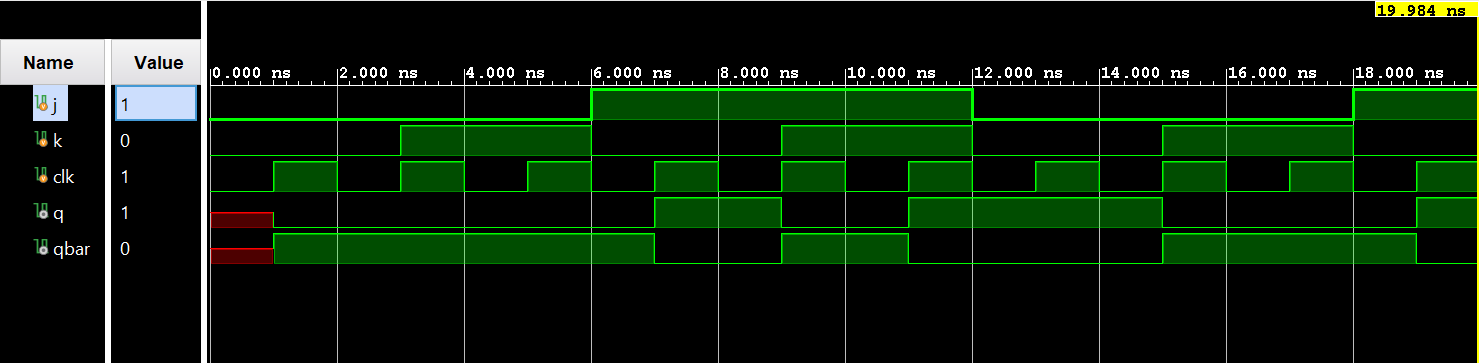 19.984 ns
Name Value
0.000 ns 2.000 ns 4.000 ns 6.000 ns 8.000 ns 10.000 ns 12.000 ns 14.000 ns 16.000 ns 18.000 ns
j 1
k 0
clk 1
q 1
qbar 0